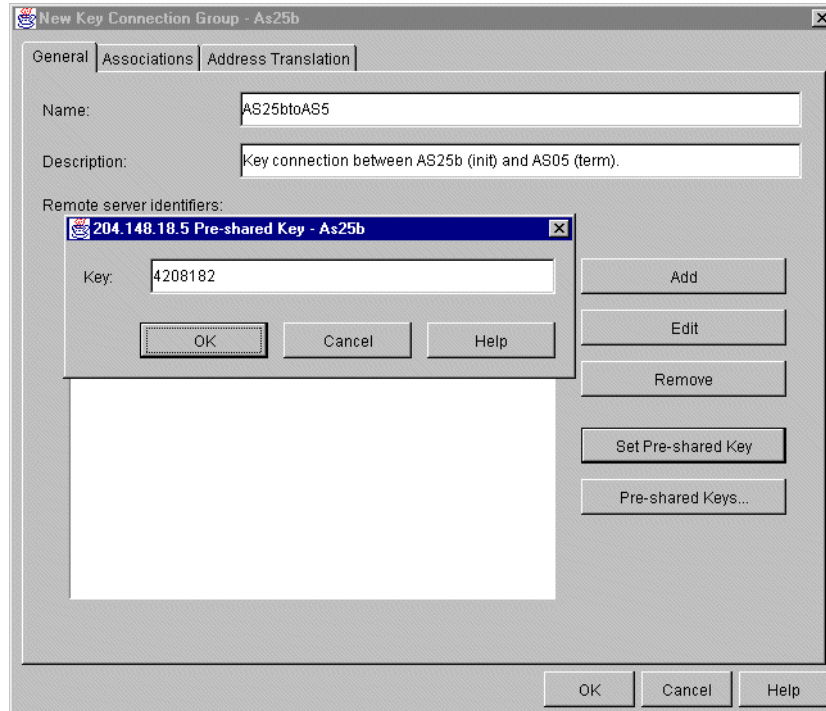 New Key Connection Group - As25b
General
Associations
Address Translation
Name:
AS25btoAS5
Description:
Key connection between AS25b (init) and AS05 (term).
Remote server identifiers:
204.148.18.5 Pre-shared Key - As25b
Key:
4208182
OK
Cancel
Help
Add
Edit
Remove
Set Pre-shared Key
Pre-shared Keys...
OK
Cancel
Help